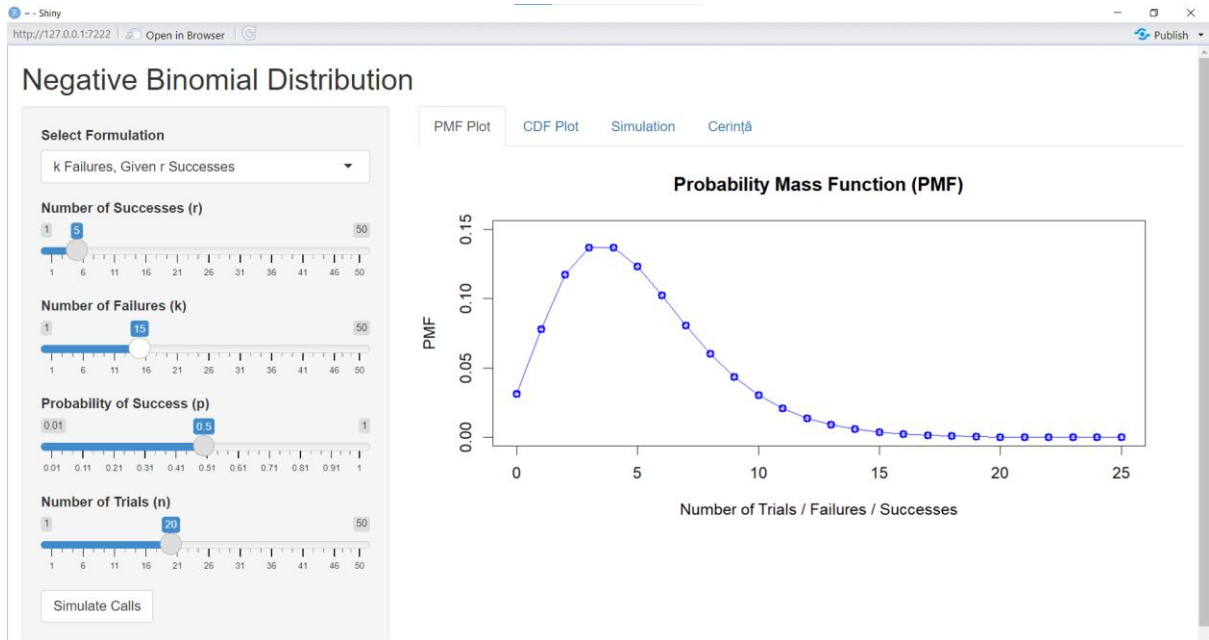 ~ - Shiny
http://127.0.0.1:7222 Open in Browser Publish
Negative Binomial Distribution
Select Formulation
k Failures, Given r Successes
Number of Successes (r)
1 5 50
1 6 11 16 21 26 31 36 41 46 50
Number of Failures (k)
1 15 50
1 6 11 16 21 26 31 36 41 46 50
Probability of Success (p)
0.01 0.5 1
0.01 0.11 0.21 0.31 0.41 0.51 0.61 0.71 0.81 0.91 1
Number of Trials (n)
1 20 50
1 6 11 16 21 26 31 36 41 46 50
Simulate Calls
PMF Plot CDF Plot Simulation Cerință
Probability Mass Function (PMF)
PMF
0.15
0.10
0.05
0.00
0 5 10 15 20 25
Number of Trials / Failures / Successes